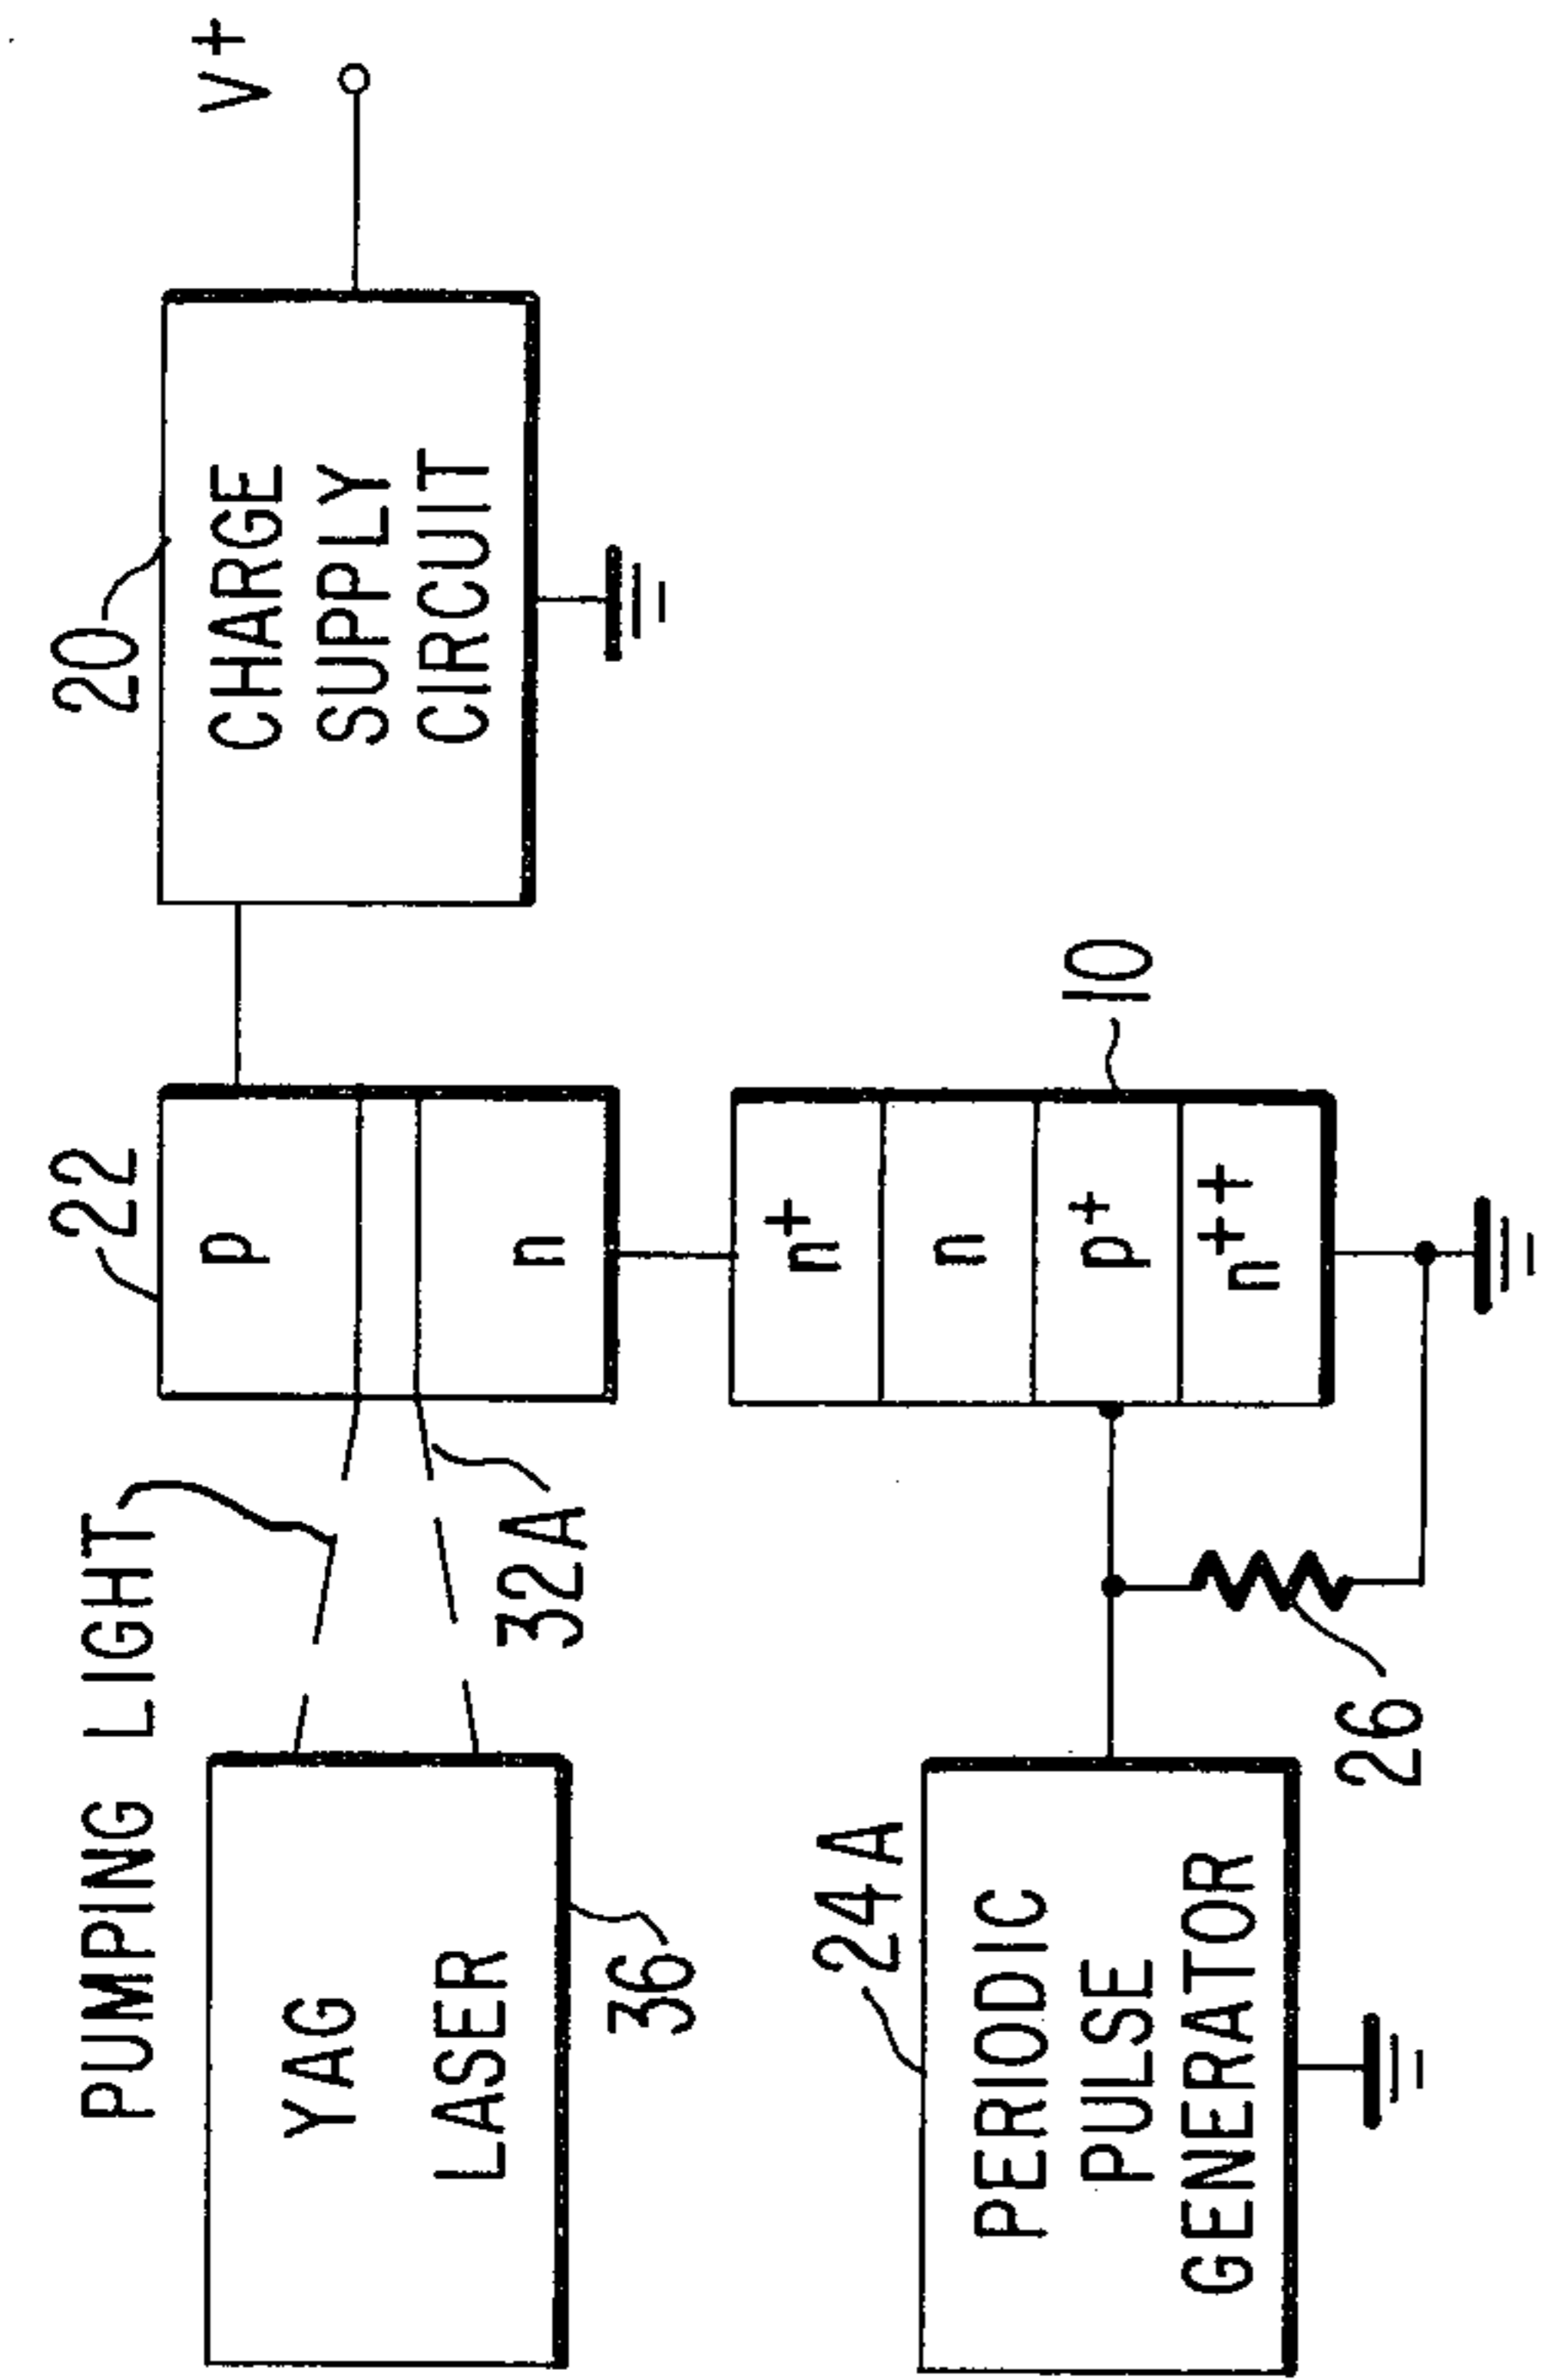 PUMPING LIGHT
22
20
V+
YAG
LASER
36
32A
p
n
CHARGE
SUPPLY
CIRCUIT
24A
PERIODIC
PULSE
GENERATOR
26
n+
n
p+
n++
10